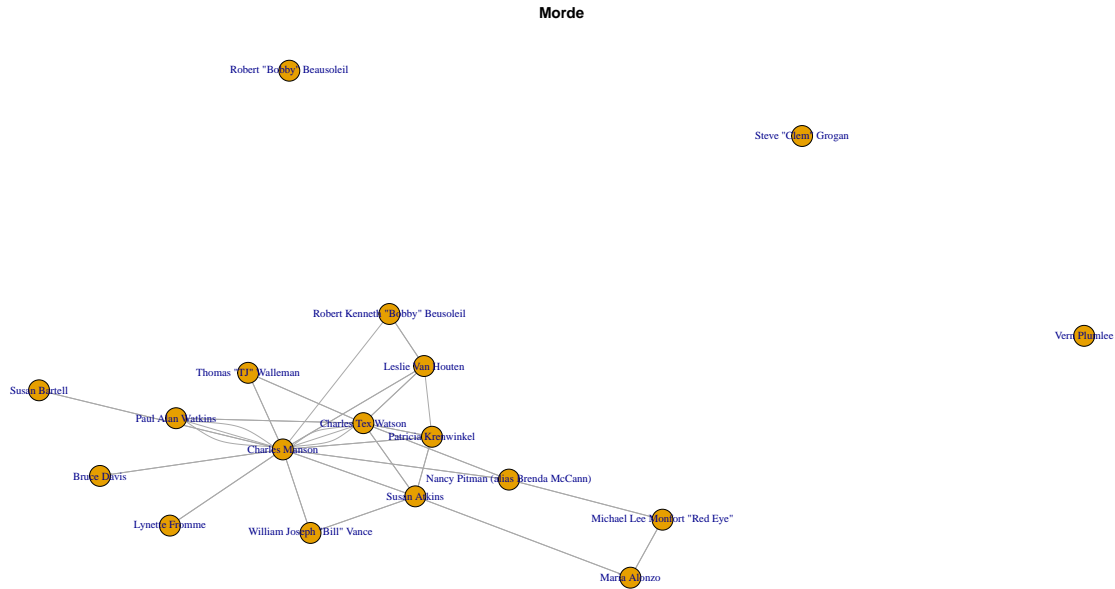 Morde
Robert "Bobby" Beausoleil
Steve "Clem" Grogan
Robert Kenneth "Bobby" Beusoleil
Vern Plumlee
Leslie Van Houten
Thomas "TJ" Walleman
Susan Bartell
Paul Alan Watkins
Charles Tex Watson
Patricia Krenwinkel
Charles Manson
Bruce Davis
Nancy Pitman (alias Brenda McCann)
Susan Atkins
Michael Lee Monfort "Red Eye"
Lynette Fromme
William Joseph "Bill" Vance
Maria Alonzo